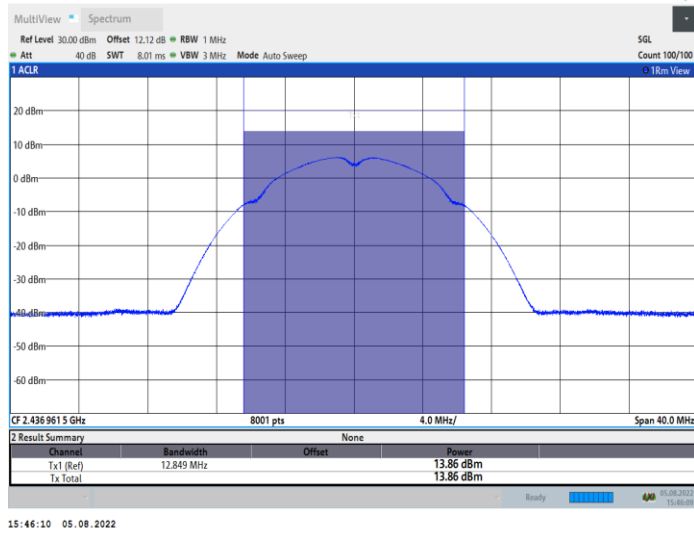 MultiView Spectrum
Ref Level 30.00 dBm Offset 12.12 dB RBW 1 MHz SGL
Att 40 dB SWT 8.01 ms VBW 3 MHz Mode Auto Sweep Count 100/100
1 ACLR 1Rm View
20 dBm
10 dBm
0 dBm
-10 dBm
-20 dBm
-30 dBm
-40 dBm
-50 dBm
-60 dBm
CF 2.436 961 5 GHz 8001 pts 4.0 MHz/ Span 40.0 MHz
2 Result Summary None
Channel Bandwidth Offset Power
Tx1 (Ref) 12.849 MHz 13.86 dBm
Tx Total 13.86 dBm
Ready 05.08.2022
15:46:09
15:46:10 05.08.2022